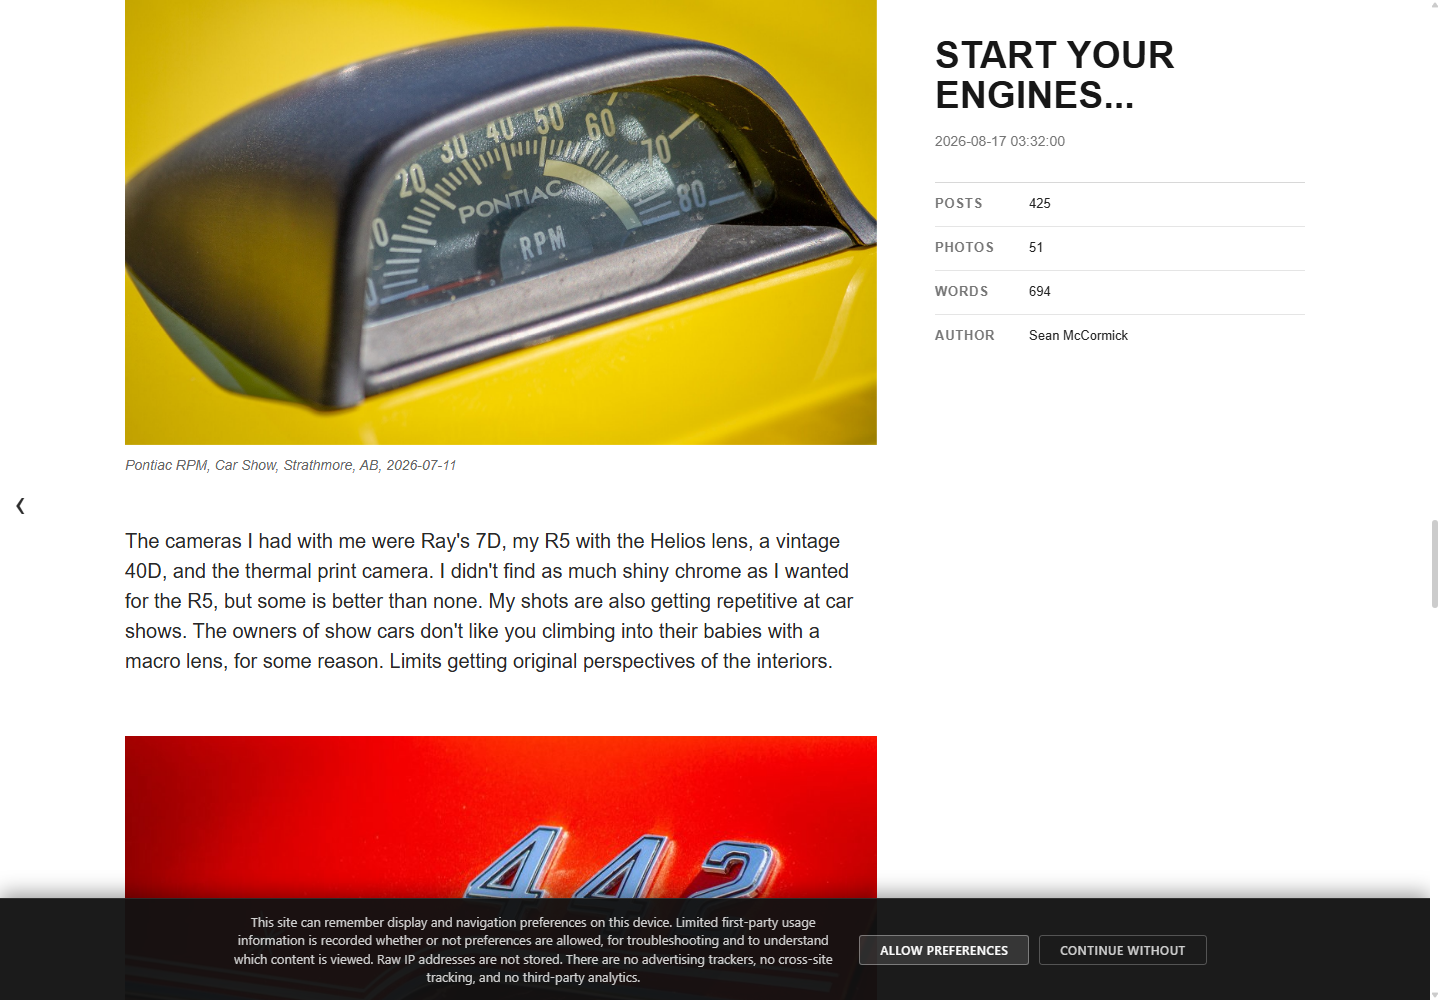 10 20 30 40 50 60 70 80
PONTIAC
RPM
Pontiac RPM, Car Show, Strathmore, AB, 2026-07-11
‹
The cameras I had with me were Ray's 7D, my R5 with the Helios lens, a vintage
40D, and the thermal print camera. I didn't find as much shiny chrome as I wanted
for the R5, but some is better than none. My shots are also getting repetitive at car
shows. The owners of show cars don't like you climbing into their babies with a
macro lens, for some reason. Limits getting original perspectives of the interiors.
442
START YOUR
ENGINES...
2026-08-17 03:32:00
POSTS 425
PHOTOS 51
WORDS 694
AUTHOR Sean McCormick
This site can remember display and navigation preferences on this device. Limited first-party usage
information is recorded whether or not preferences are allowed, for troubleshooting and to understand
which content is viewed. Raw IP addresses are not stored. There are no advertising trackers, no cross-site
tracking, and no third-party analytics.
ALLOW PREFERENCES
CONTINUE WITHOUT